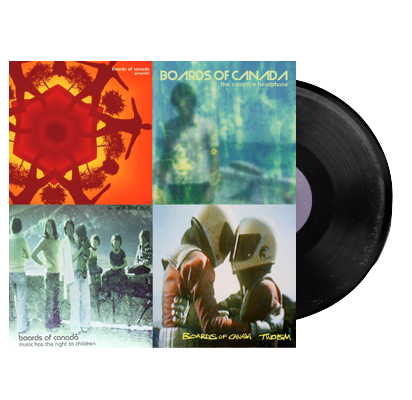 boards of canada
geogaddi
BOARDS OF CANADA
the campfire headphase
boards of canada
music has the right to children
BOARDS OF CANADA TWOISM